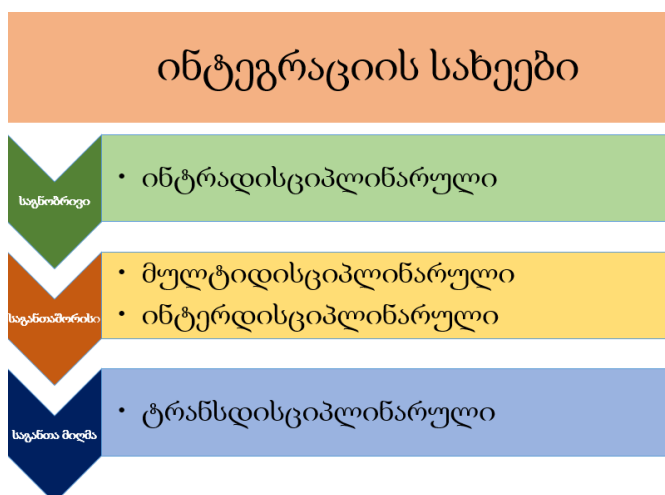 ინტეგრაციის სახეები
საგნობრივი
• ინტრადისციპლინარული
საგანთაშორისი
• მულტიდისციპლინარული
• ინტერდისციპლინარული
საგანთა მიღმა
• ტრანსდისციპლინარული